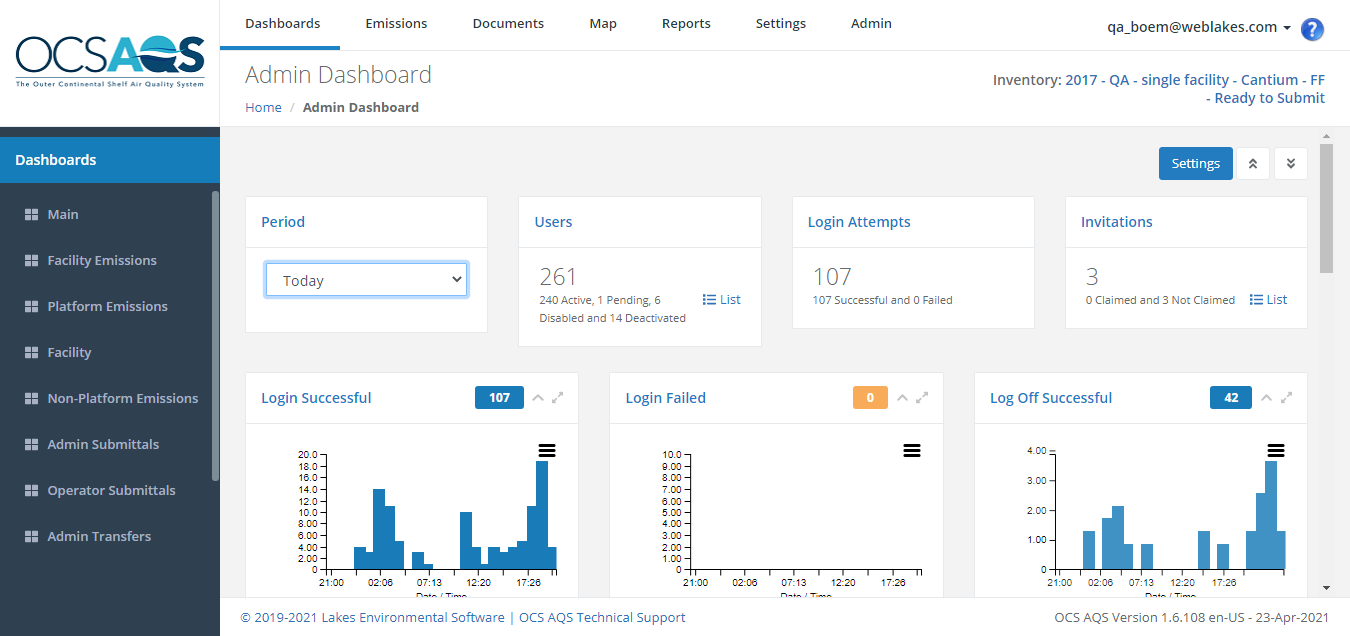 OCSAQS
The Outer Continental Shelf Air Quality System
Dashboards Emissions Documents Map Reports Settings Admin
qa_boem@weblakes.com ?
Admin Dashboard
Home / Admin Dashboard
Inventory: 2017 - QA - single facility - Cantium - FF
- Ready to Submit
Dashboards
Main
Facility Emissions
Platform Emissions
Facility
Non-Platform Emissions
Admin Submittals
Operator Submittals
Admin Transfers
Settings
Period
Today
Users
261
240 Active, 1 Pending, 6
Disabled and 14 Deactivated
List
Login Attempts
107
107 Successful and 0 Failed
Invitations
3
0 Claimed and 3 Not Claimed
List
Login Successful 107
20.0
18.0
16.0
14.0
12.0
10.0
8.00
6.00
4.00
2.00
0
21:00 02:06 07:13 12:20 17:26
Date / Time
Login Failed 0
10.0
9.00
8.00
7.00
6.00
5.00
4.00
3.00
2.00
1.00
0
21:00 02:06 07:13 12:20 17:26
Date / Time
Log Off Successful 42
4.00
3.00
2.00
1.00
0
21:00 02:06 07:13 12:20 17:26
Date / Time
© 2019-2021 Lakes Environmental Software | OCS AQS Technical Support
OCS AQS Version 1.6.108 en-US - 23-Apr-2021